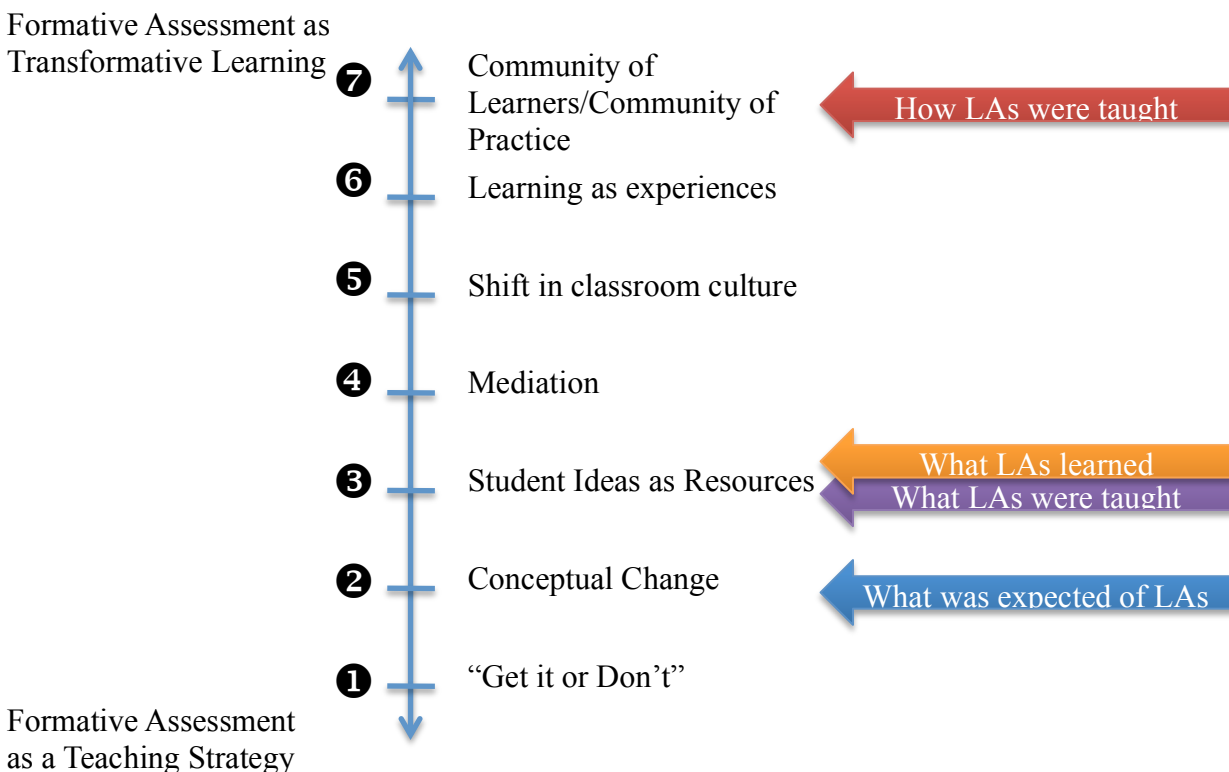 Formative Assessment as
Transformative Learning
❼
Community of
Learners/Community of
Practice
How LAs were taught
❻
Learning as experiences
❺
Shift in classroom culture
❹
Mediation
❸
Student Ideas as Resources
What LAs learned
What LAs were taught
❷
Conceptual Change
What was expected of LAs
❶
“Get it or Don’t”
Formative Assessment
as a Teaching Strategy